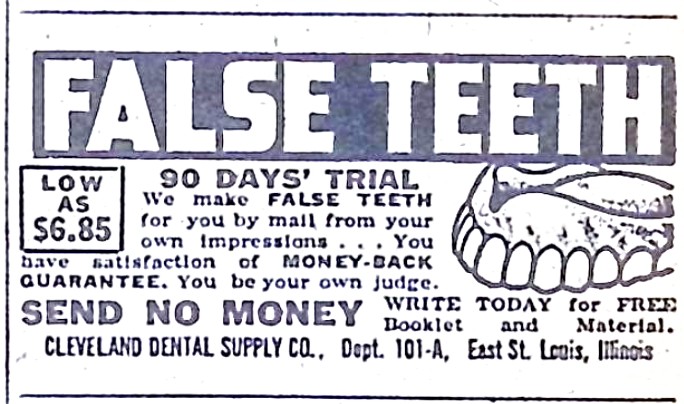 FALSE TEETH
LOW
AS
$6.85
90 DAYS' TRIAL
We make FALSE TEETH
for you by mail from your
own impressions . . . You
have satisfaction of MONEY-BACK
GUARANTEE. You be your own judge.
SEND NO MONEY
WRITE TODAY for FREE
Booklet and Material.
CLEVELAND DENTAL SUPPLY CO., Dept. 101-A, East St. Louis, Illinois